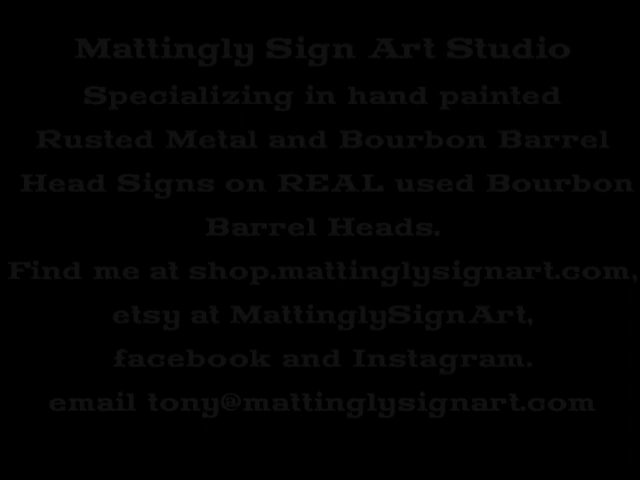 Mattingly Sign Art Studio
Specializing in hand painted
Rusted Metal and Bourbon Barrel
Head Signs on REAL used Bourbon
Barrel Heads.
Find me at shop.mattinglysignart.com,
etsy at MattinglySignArt,
facebook and Instagram.
email tony@mattinglysignart.com